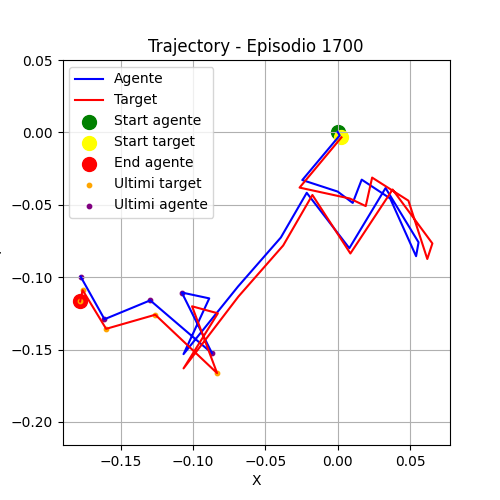 Trajectory - Episodio 1700
Agente
Target
Start agente
Start target
End agente
Ultimi target
Ultimi agente
0.05
0.00
−0.05
−0.10
−0.15
−0.20
−0.15
−0.10
−0.05
0.00
0.05
X